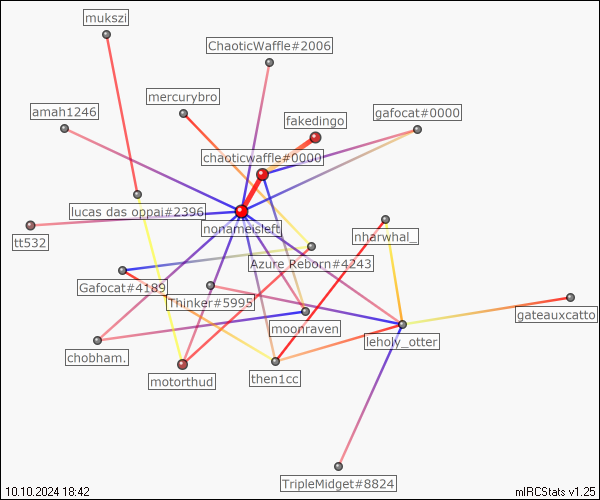 mukszi
ChaoticWaffle#2006
mercurybro
amah1246
fakedingo
gafocat#0000
chaoticwaffle#0000
lucas das oppai#2396
nonameisleft
tt532
nharwhal_
Azure Reborn#4243
Gafocat#4189
Thinker#5995
gateauxcatto
moonraven
leholy_otter
chobham.
motorthud
then1cc
TripleMidget#8824
10.10.2024 18:42
mIRCStats v1.25